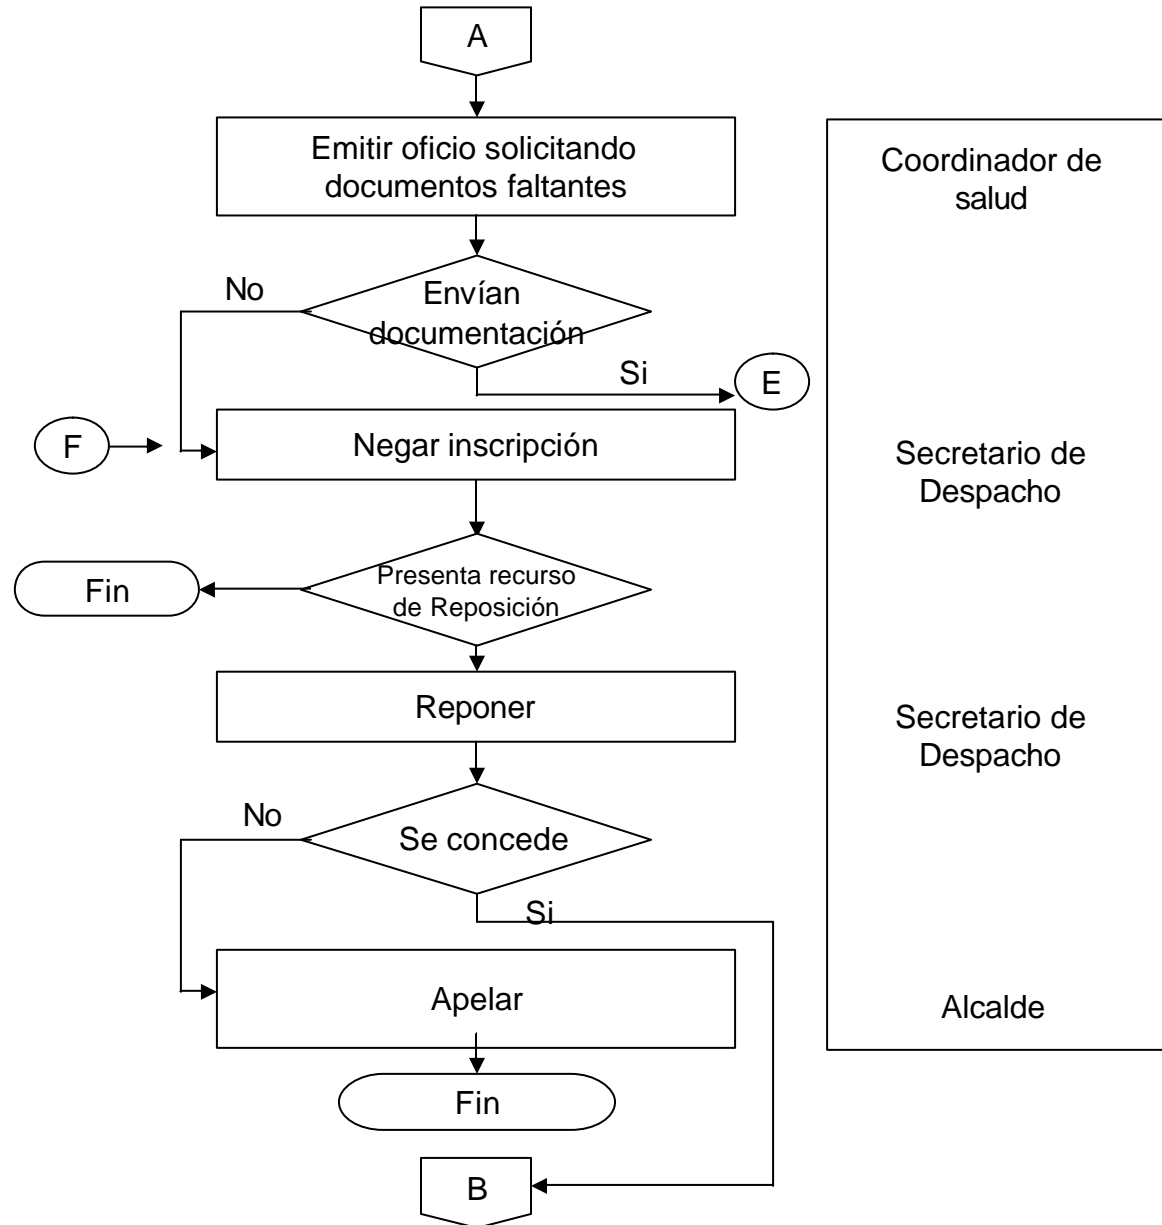 A
Emitir oficio solicitando
documentos faltantes
Coordinador de
salud
No
Envían
documentación
Si
E
F
Negar inscripción
Secretario de
Despacho
Fin
Presenta recurso
de Reposición
Reponer
Secretario de
Despacho
No
Se concede
Si
Apelar
Alcalde
Fin
B